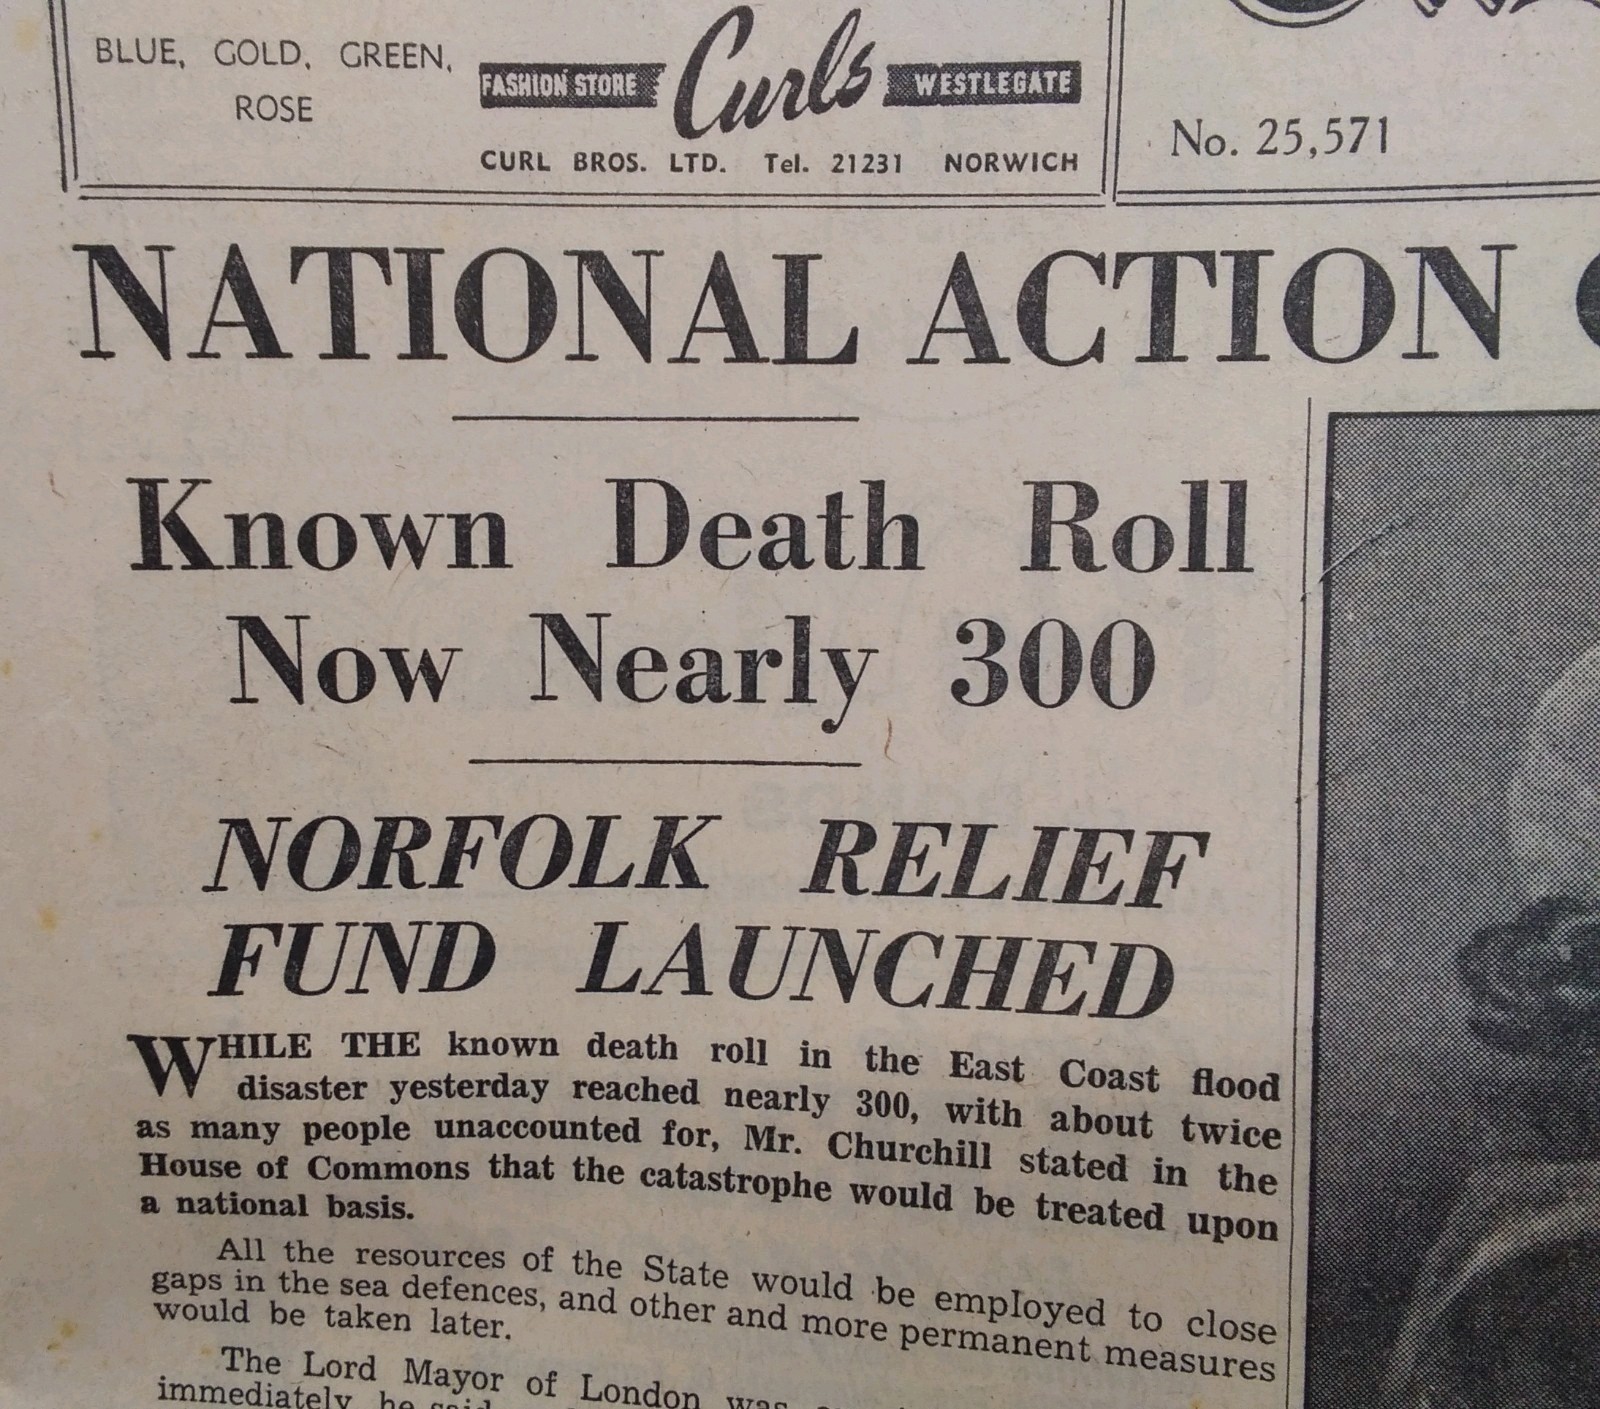 BLUE, GOLD, GREEN,
ROSE
FASHION STORE Curls WESTLEGATE
CURL BROS. LTD. Tel. 21231 NORWICH
No. 25,571
NATIONAL ACTION
Known Death Roll
Now Nearly 300
NORFOLK RELIEF
FUND LAUNCHED
WHILE THE known death roll in the East Coast flood
disaster yesterday reached nearly 300, with about twice
as many people unaccounted for, Mr. Churchill stated in the
House of Commons that the catastrophe would be treated upon
a national basis.
All the resources of the State would be employed to close
gaps in the sea defences, and other and more permanent measures
would be taken later.
The Lord Mayor of London was
immediately, he said